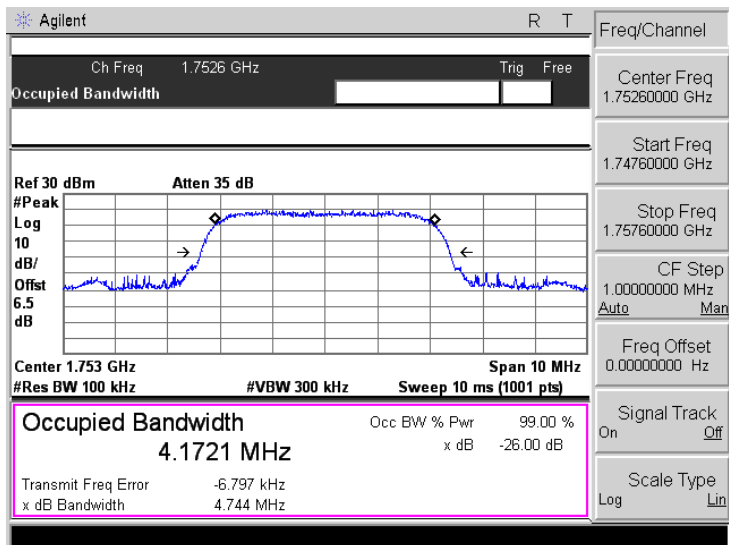 Agilent R T
Freq/Channel
Ch Freq 1.7526 GHz Trig Free
Occupied Bandwidth
Center Freq
1.75260000 GHz
Start Freq
1.74760000 GHz
Stop Freq
1.75760000 GHz
CF Step
1.00000000 MHz
Auto Man
Freq Offset
0.00000000 Hz
Signal Track
On Off
Scale Type
Log Lin
Ref 30 dBm Atten 35 dB
#Peak
Log
10
dB/
Offst
6.5
dB
Center 1.753 GHz Span 10 MHz
#Res BW 100 kHz #VBW 300 kHz Sweep 10 ms (1001 pts)
Occupied Bandwidth Occ BW % Pwr 99.00 %
4.1721 MHz x dB -26.00 dB
Transmit Freq Error -6.797 kHz
x dB Bandwidth 4.744 MHz